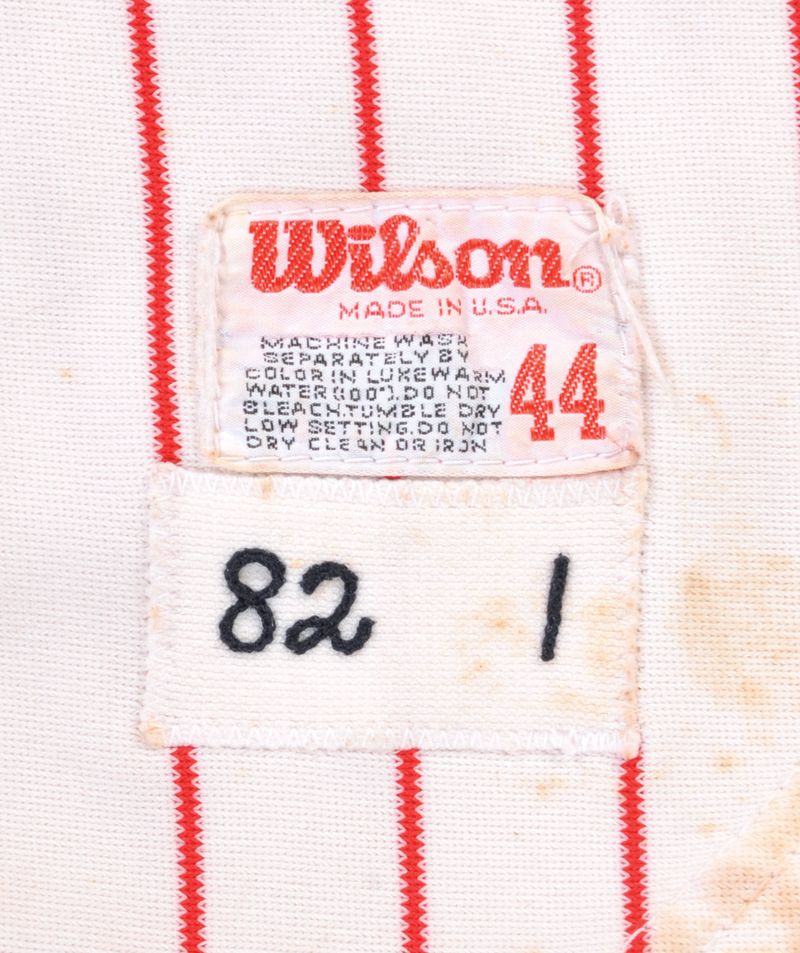 Wilson®
MADE IN U.S.A.
MACHINE WASH
SEPARATELY BY
COLOR IN LUKEWARM
WATER(100°).DO NOT
BLEACH.TUMBLE DRY
LOW SETTING.DO NOT
DRY CLEAN OR IRON
44
82 1